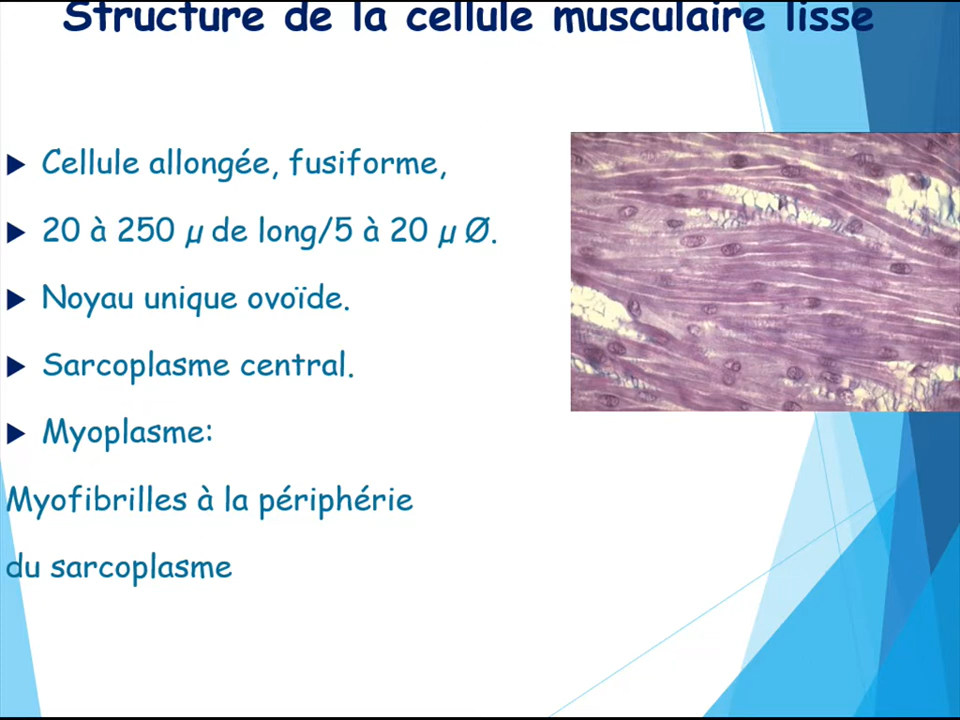 Structure de la cellule musculaire lisse
Cellule allongée, fusiforme,
20 à 250 µ de long/5 à 20 µ Ø.
Noyau unique ovoïde.
Sarcoplasme central.
Myoplasme:
Myofibrilles à la périphérie
du sarcoplasme